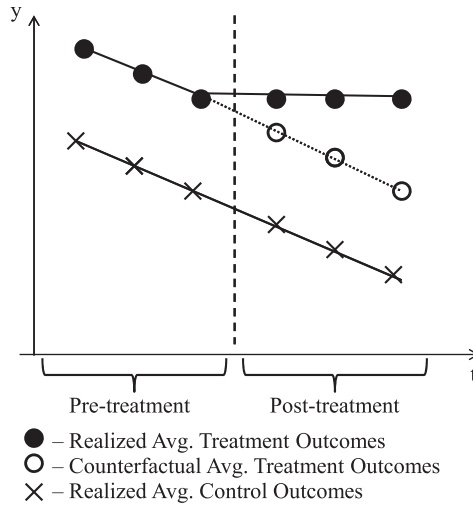 y
t
Pre-treatment
Post-treatment
– Realized Avg. Treatment Outcomes
– Counterfactual Avg. Treatment Outcomes
– Realized Avg. Control Outcomes